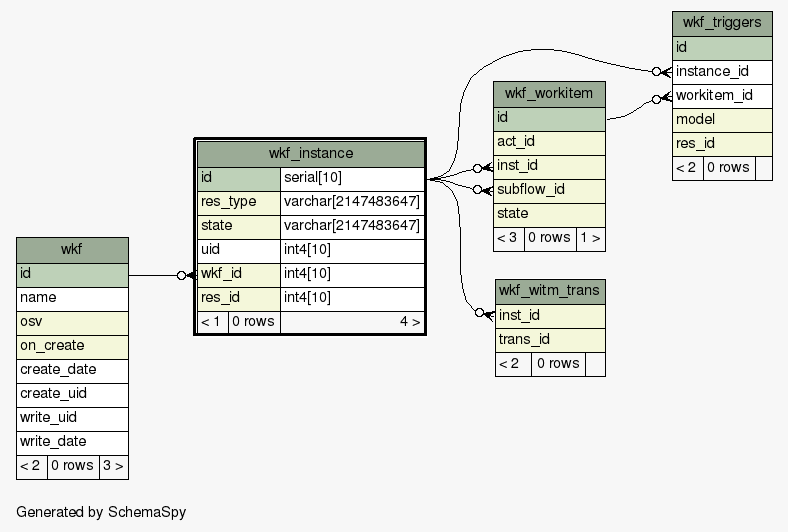 wkf_triggers
id
instance_id
workitem_id
model
res_id
< 2 0 rows
wkf_workitem
id
act_id
inst_id
subflow_id
state
< 3 0 rows 1 >
wkf_instance
id serial[10]
res_type varchar[2147483647]
state varchar[2147483647]
uid int4[10]
wkf_id int4[10]
res_id int4[10]
< 1 0 rows 4 >
wkf
id
name
osv
on_create
create_date
create_uid
write_uid
write_date
< 2 0 rows 3 >
wkf_witm_trans
inst_id
trans_id
< 2 0 rows
Generated by SchemaSpy